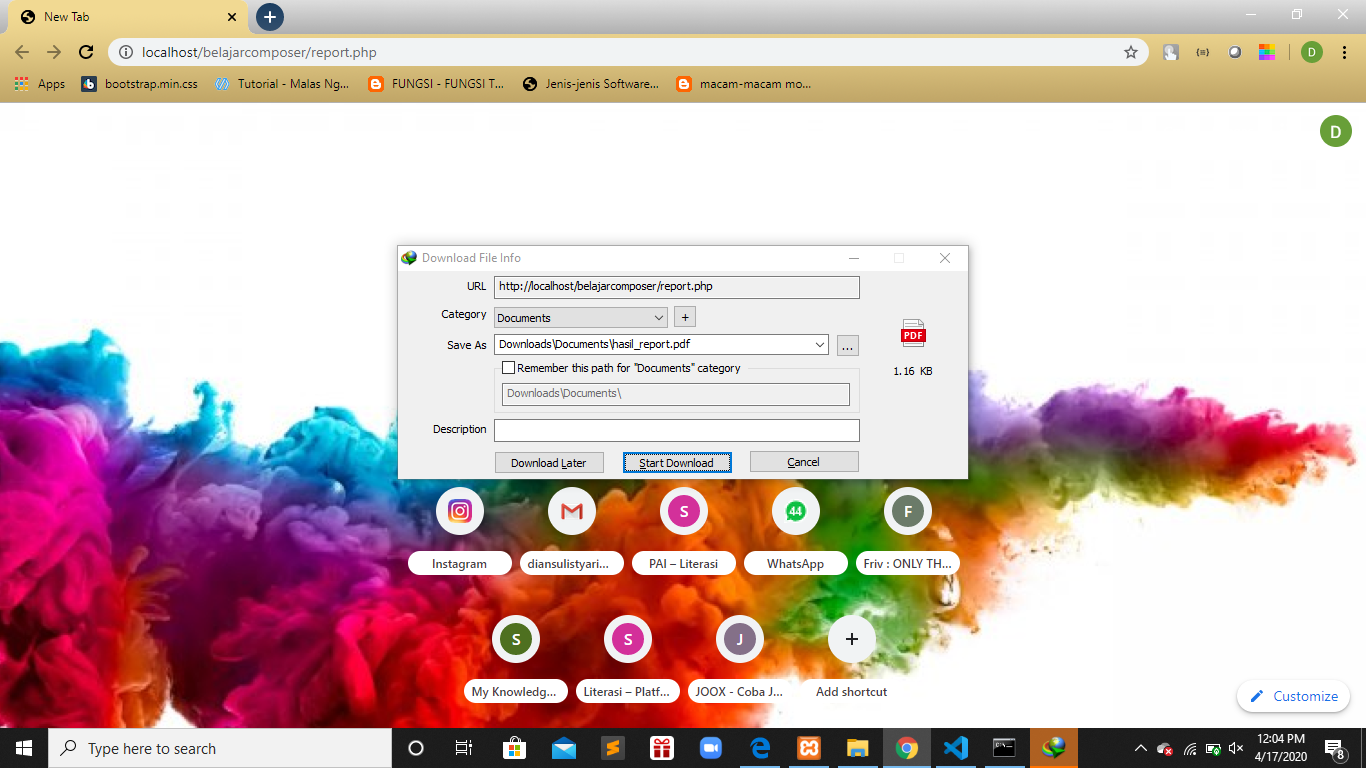 New Tab
localhost/belajarcomposer/report.php
D
Apps
bootstrap.min.css
Tutorial - Malas Ng...
FUNGSI - FUNGSI T...
Jenis-jenis Software...
macam-macam mo...
D
Download File Info
URL
http://localhost/belajarcomposer/report.php
Category
Documents
+
Save As
Downloads\Documents\hasil_report.pdf
...
PDF
1.16 KB
Remember this path for "Documents" category
Downloads\Documents\
Description
Download Later
Start Download
Cancel
S
44
F
Instagram
diansulistyari...
PAI – Literasi
WhatsApp
Friv : ONLY TH...
S
S
J
My Knowledg...
Literasi – Platf...
JOOX - Coba J...
Add shortcut
Customize
Type here to search
12:04 PM
4/17/2020
8